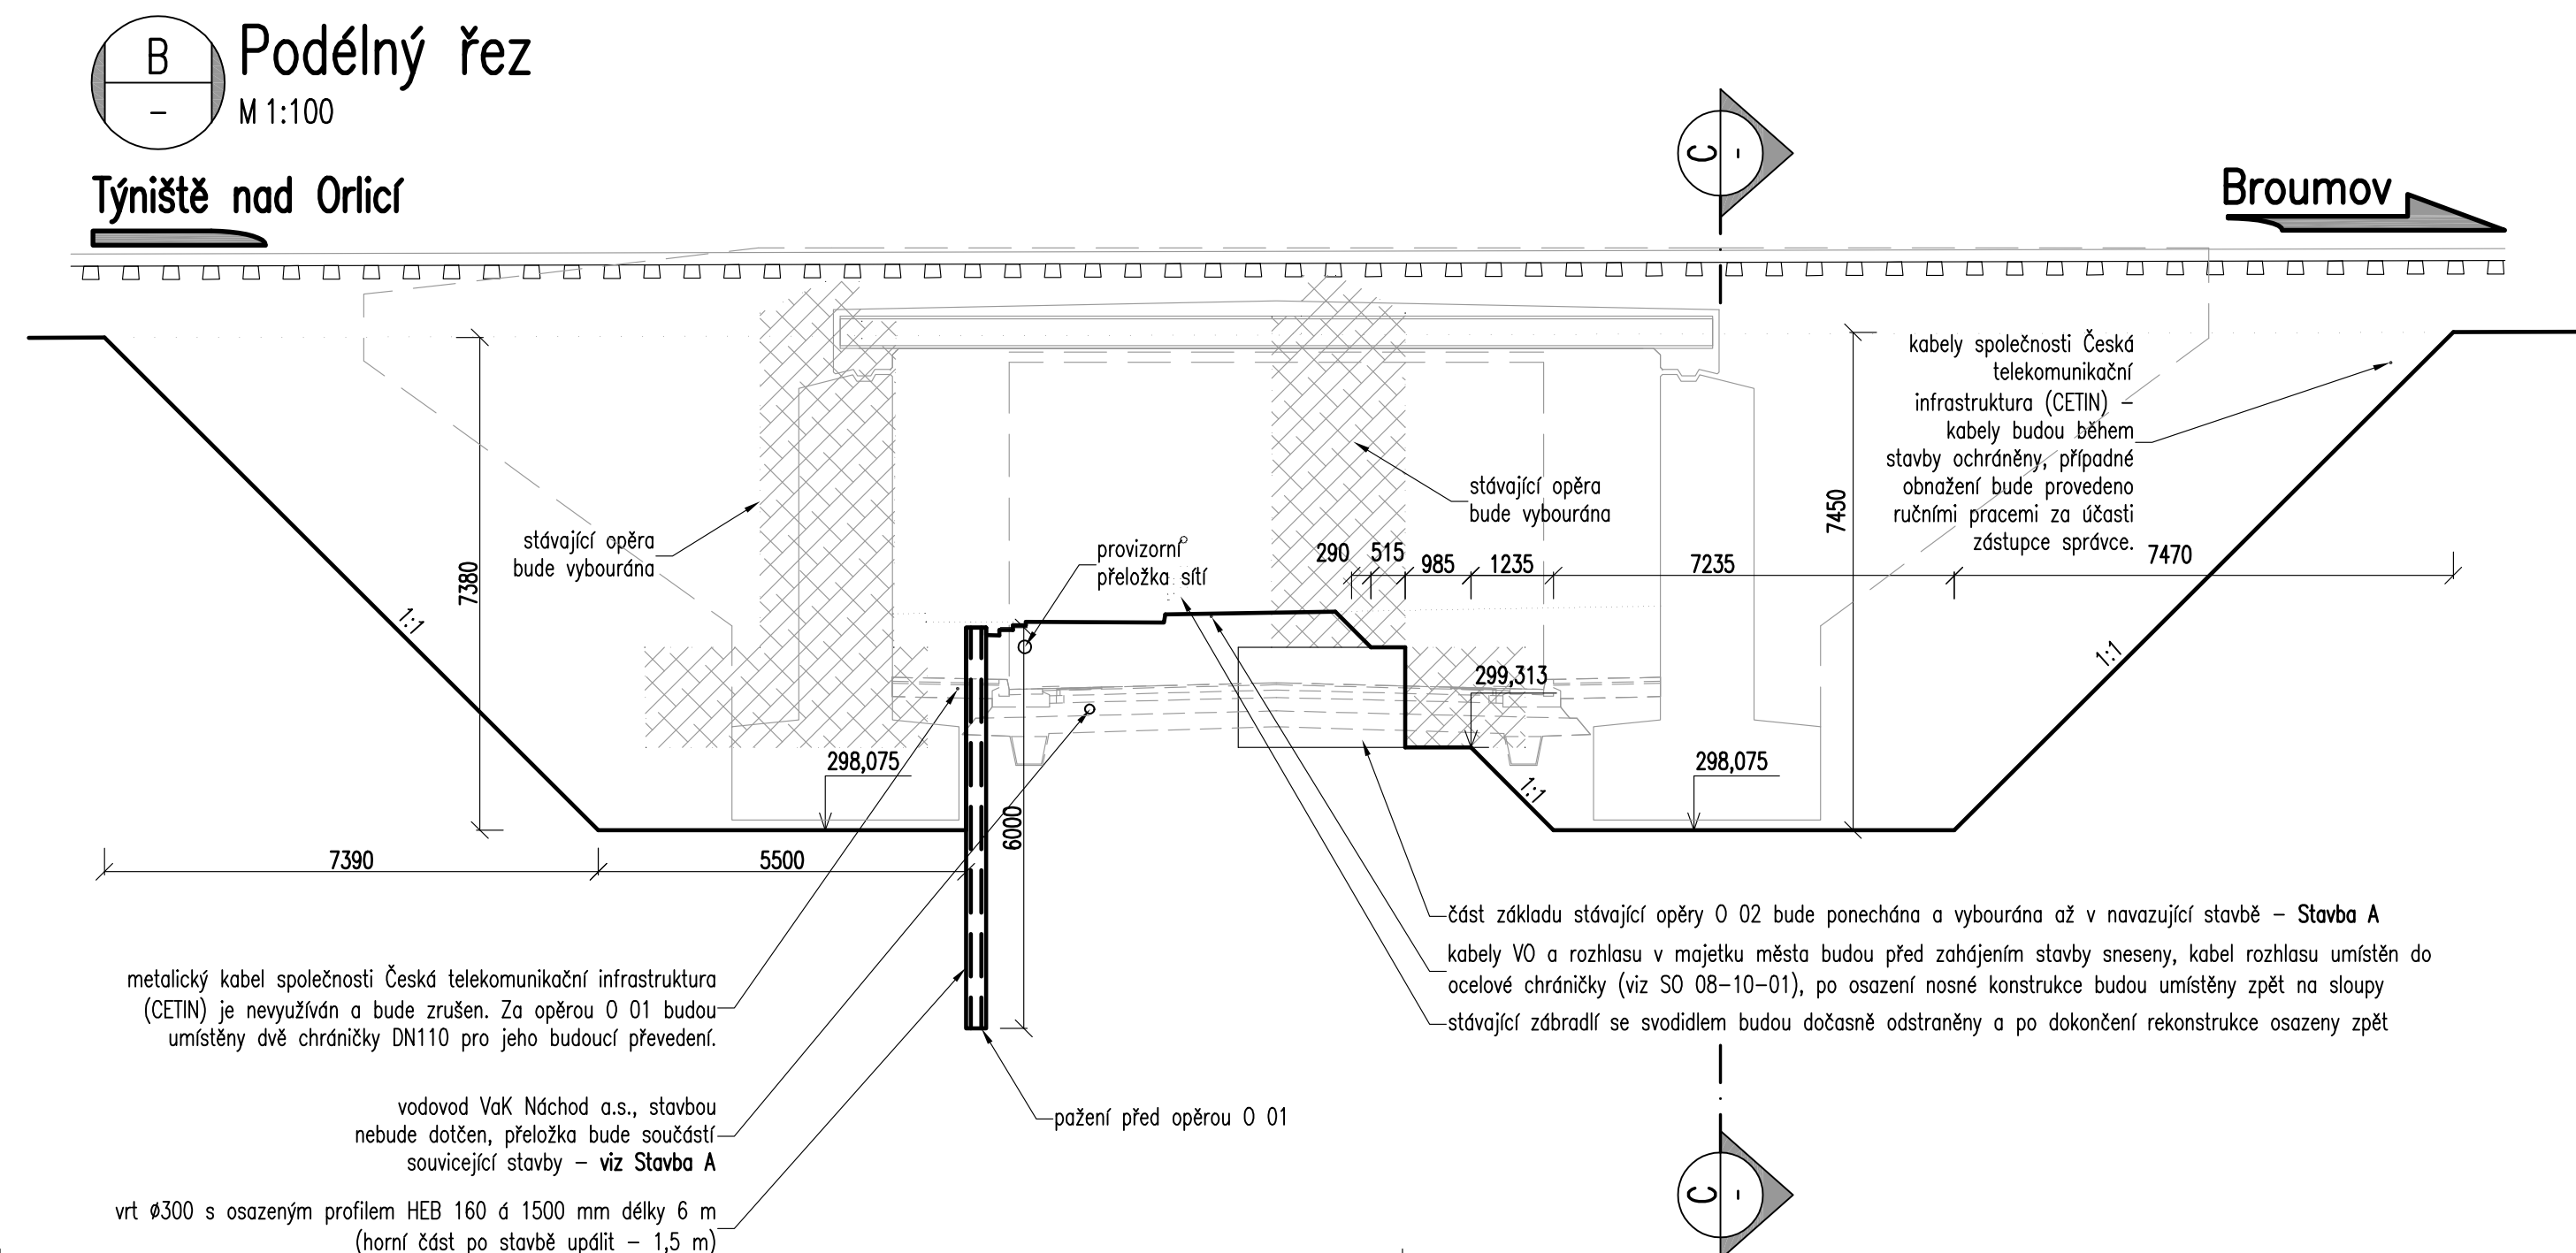 B
-
Podélný řez
M 1:100
Týniště nad Orlicí
C
-
Broumov
kabely společnosti Česká
telekomunikační
infrastruktura (CETIN) –
kabely budou během
stavby ochráněny, případné
obnažení bude provedeno
ručními pracemi za účasti
zástupce správce.
stávající opěra
bude vybourána
stávající opěra
bude vybourána
provizorní
přeložka sítí
7380
7450
290
515
985
1235
7235
7470
1:1
1:1
1:1
299,313
298,075
298,075
6000
7390
5500
část základu stávající opěry O 02 bude ponechána a vybourána až v navazující stavbě – Stavba A
kabely VO a rozhlasu v majetku města budou před zahájením stavby sneseny, kabel rozhlasu umístěn do
ocelové chráničky (viz SO 08-10-01), po osazení nosné konstrukce budou umístěny zpět na sloupy
stávající zábradlí se svodidlem budou dočasně odstraněny a po dokončení rekonstrukce osazeny zpět
metalický kabel společnosti Česká telekomunikační infrastruktura
(CETIN) je nevyužíván a bude zrušen. Za opěrou O 01 budou
umístěny dvě chráničky DN110 pro jeho budoucí převedení.
vodovod VaK Náchod a.s., stavbou
nebude dotčen, přeložka bude součástí
souvicející stavby – viz Stavba A
pažení před opěrou O 01
vrt ø300 s osazeným profilem HEB 160 á 1500 mm délky 6 m
(horní část po stavbě upálit – 1,5 m)
C
-